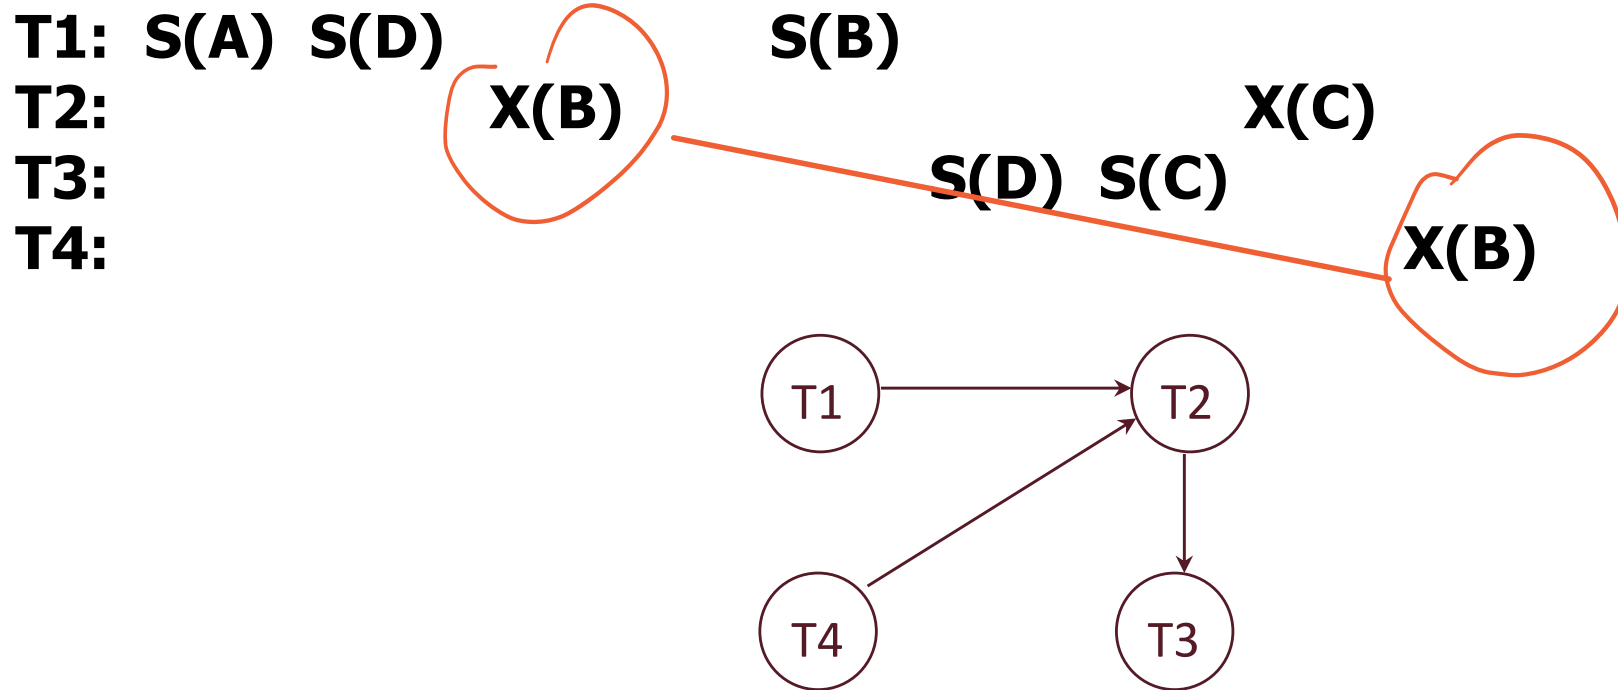 T1: S(A) S(D) S(B)
T2: X(B) X(C)
T3: S(D) S(C)
T4: X(B)
T1 T2
T4 T3